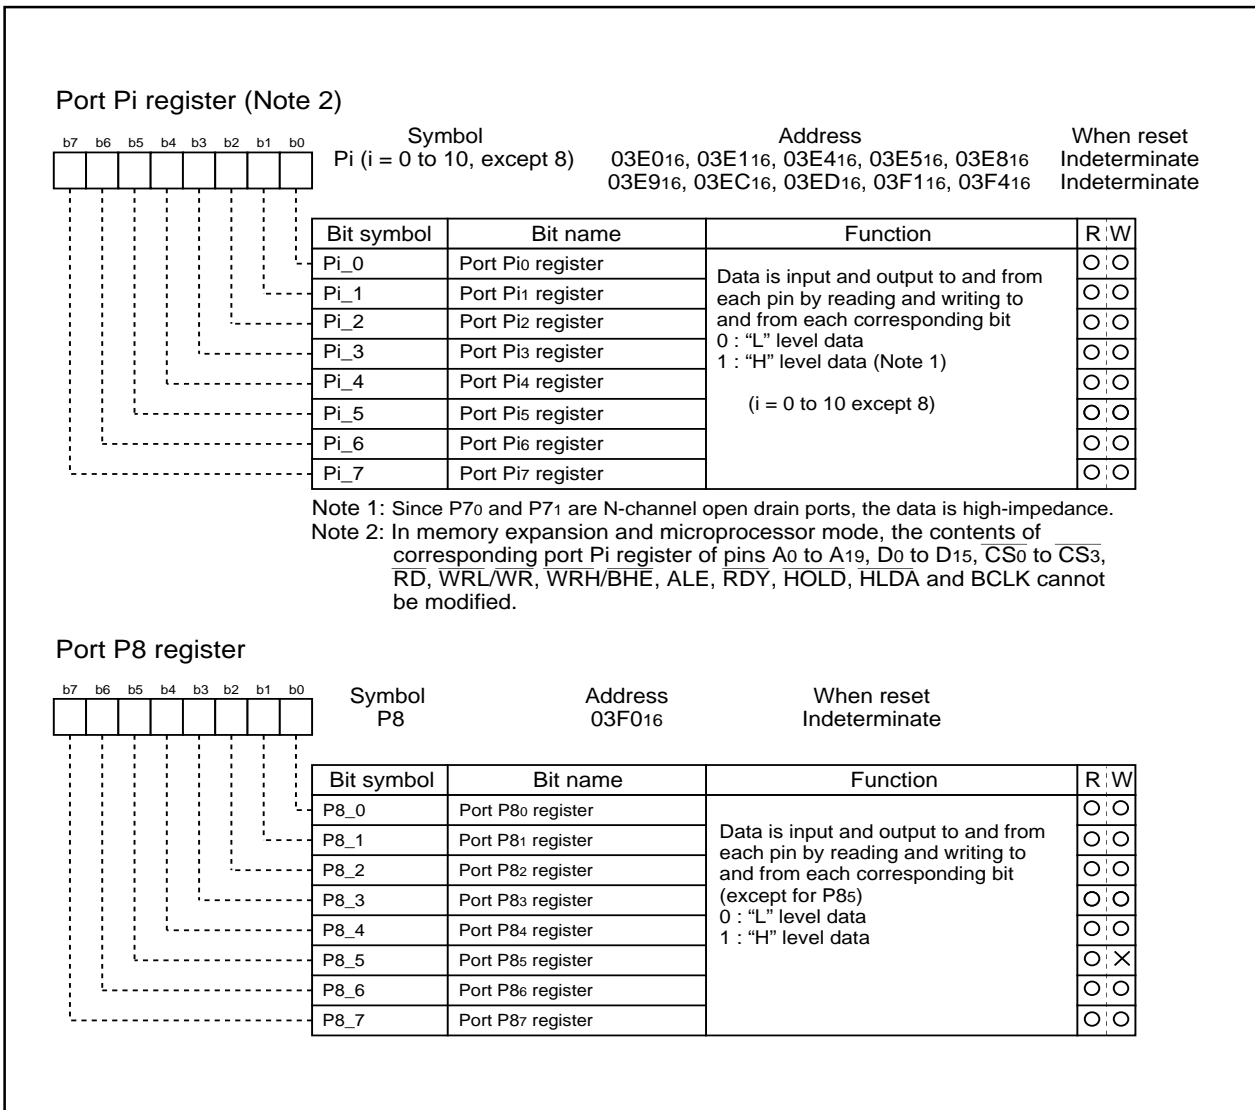 Port Pi register (Note 2)
b7 b6 b5 b4 b3 b2 b1 b0
Symbol Address When reset
Pi (i = 0 to 10, except 8) 03E016, 03E116, 03E416, 03E516, 03E816 Indeterminate
03E916, 03EC16, 03ED16, 03F116, 03F416 Indeterminate
Bit symbol Bit name Function R W
Pi_0 Port Pi0 register
Pi_1 Port Pi1 register
Pi_2 Port Pi2 register
Pi_3 Port Pi3 register
Pi_4 Port Pi4 register
Pi_5 Port Pi5 register
Pi_6 Port Pi6 register
Pi_7 Port Pi7 register
Data is input and output to and from
each pin by reading and writing to
and from each corresponding bit
0 : “L” level data
1 : “H” level data (Note 1)
(i = 0 to 10 except 8)
Note 1: Since P70 and P71 are N-channel open drain ports, the data is high-impedance.
Note 2: In memory expansion and microprocessor mode, the contents of
corresponding port Pi register of pins A0 to A19, D0 to D15, CS0 to CS3,
RD, WRL/WR, WRH/BHE, ALE, RDY, HOLD, HLDA and BCLK cannot
be modified.
Port P8 register
b7 b6 b5 b4 b3 b2 b1 b0
Symbol Address When reset
P8 03F016 Indeterminate
Bit symbol Bit name Function R W
P8_0 Port P80 register
P8_1 Port P81 register
P8_2 Port P82 register
P8_3 Port P83 register
P8_4 Port P84 register
P8_5 Port P85 register
P8_6 Port P86 register
P8_7 Port P87 register
Data is input and output to and from
each pin by reading and writing to
and from each corresponding bit
(except for P85)
0 : “L” level data
1 : “H” level data